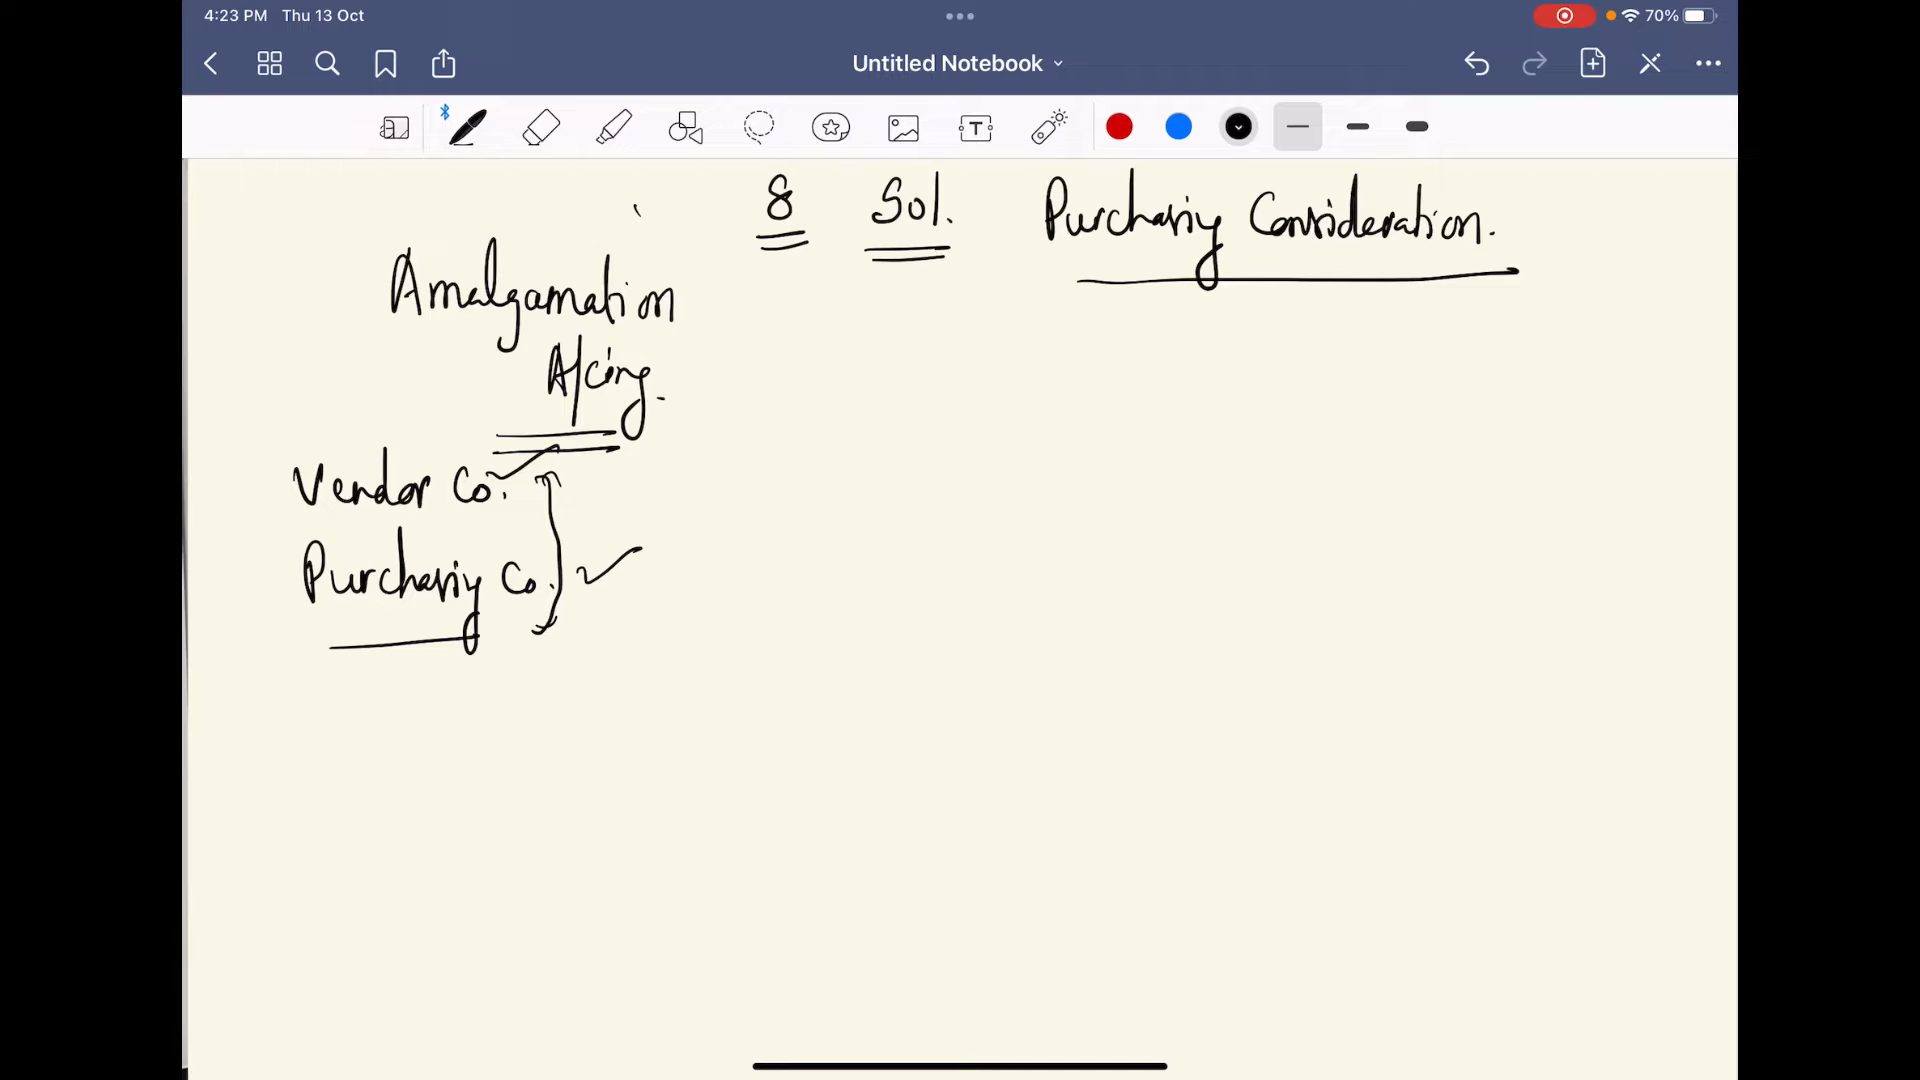 4:23 PM Thu 13 Oct
70%
Untitled Notebook
T
8 Sol. Purchasing Consideration.
Amalgamation
A/cing.
Vendor Co.
Purchasing Co.